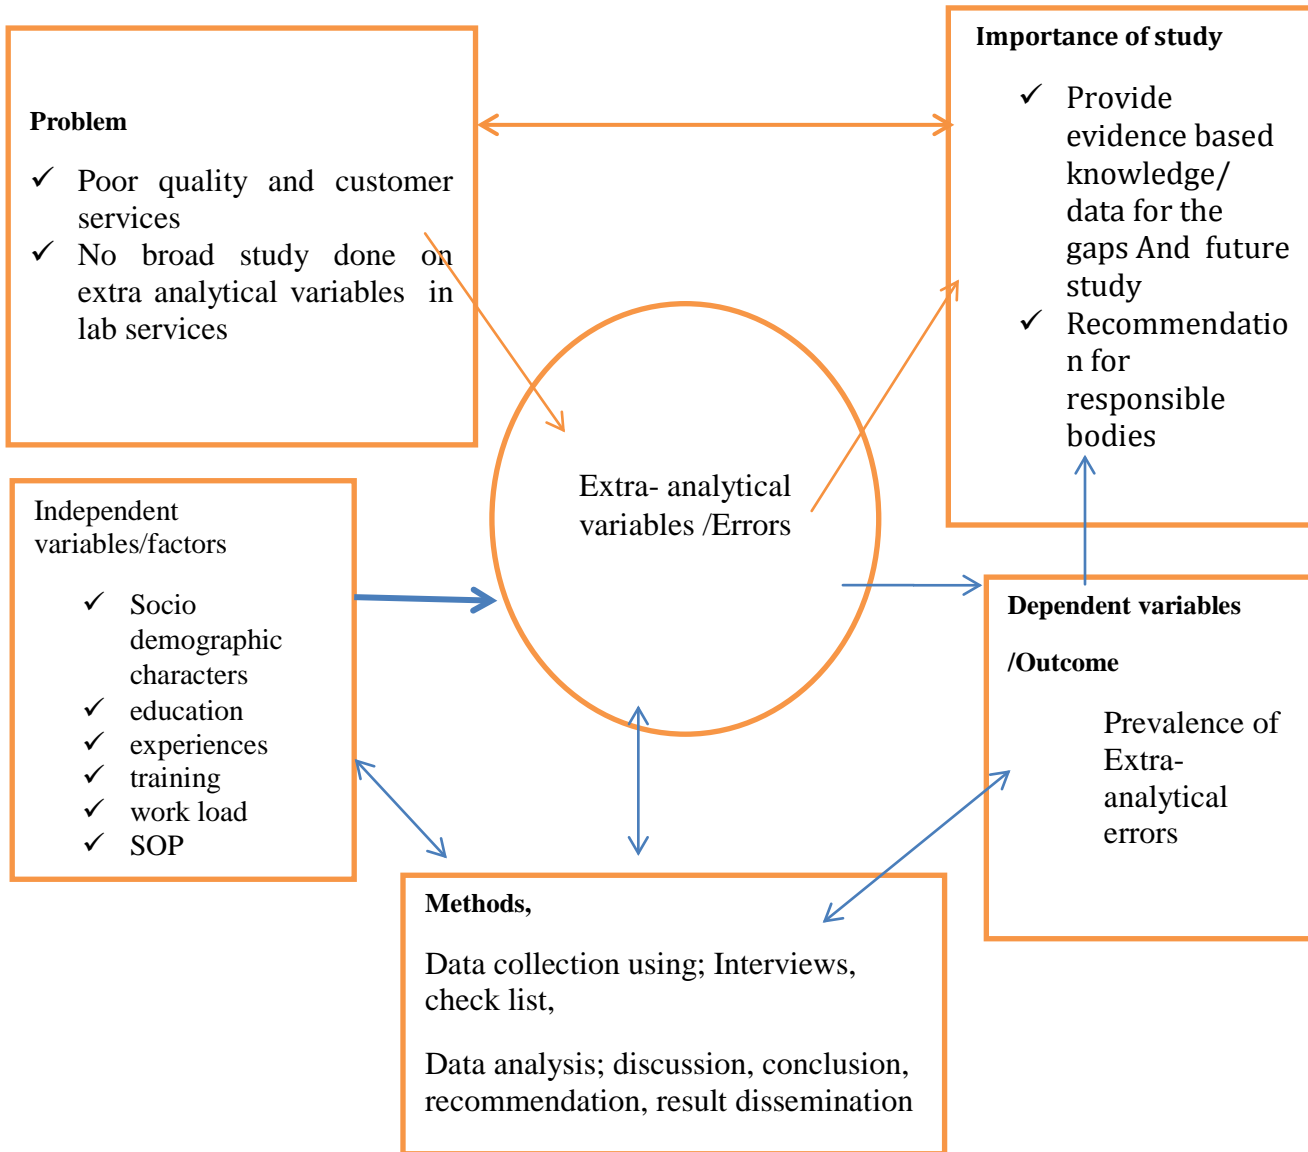 Problem
✓ Poor quality and customer
services
✓ No broad study done on
extra analytical variables in
lab services
Importance of study
✓ Provide
evidence based
knowledge/
data for the
gaps And future
study
✓ Recommendatio
n for
responsible
bodies
Extra- analytical
variables /Errors
Independent
variables/factors
✓ Socio
demographic
characters
✓ education
✓ experiences
✓ training
✓ work load
✓ SOP
Dependent variables
/Outcome
Prevalence of
Extra-
analytical
errors
Methods,
Data collection using; Interviews,
check list,
Data analysis; discussion, conclusion,
recommendation, result dissemination